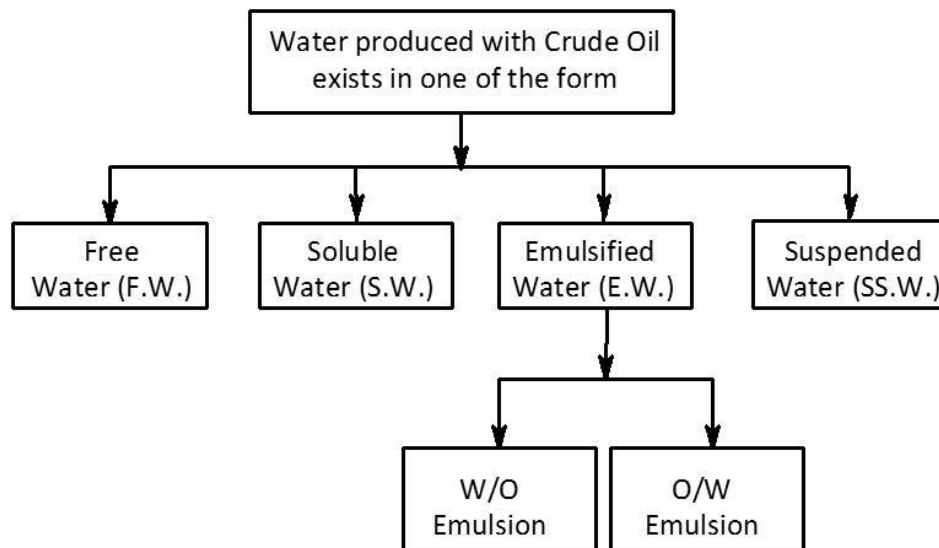 Water produced with Crude Oil
exists in one of the form
Free
Water (F.W.)
Soluble
Water (S.W.)
Emulsified
Water (E.W.)
Suspended
Water (SS.W.)
W/O
Emulsion
O/W
Emulsion